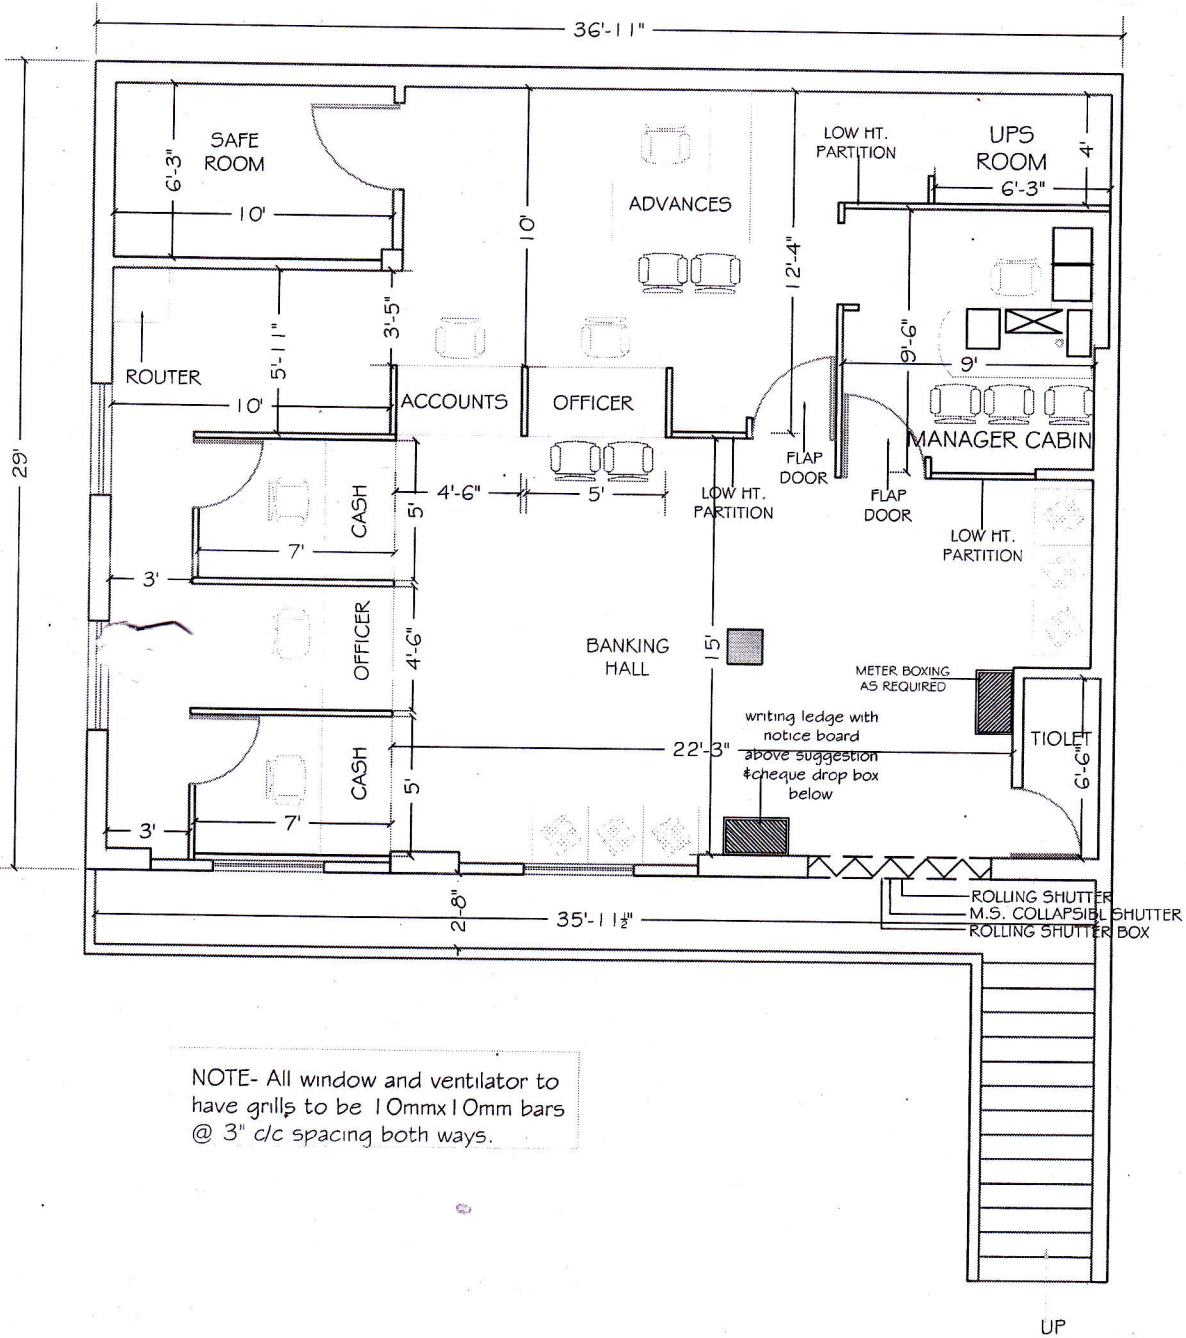 36'-11"
SAFE
ROOM
6'-3"
10'
10'
ADVANCES
12'-4"
LOW HT.
PARTITION
UPS
ROOM
6'-3"
4'
29'
ROUTER
5'-11"
10'
3'-5"
ACCOUNTS
OFFICER
9'-6"
9'
MANAGER CABIN
FLAP
DOOR
FLAP
DOOR
LOW HT.
PARTITION
LOW HT.
PARTITION
CASH
7'
5'
4'-6"
5'
3'
OFFICER
4'-6"
BANKING
HALL
15'
METER BOXING
AS REQUIRED
TIOLET
6'-6"
writing ledge with
notice board
above suggestion
&cheque drop box
below
22'-3"
CASH
7'
5'
3'
2'-8"
35'-11½"
ROLLING SHUTTER
M.S. COLLAPSIBL SHUTTER
ROLLING SHUTTER BOX
NOTE- All window and ventilator to
have grills to be 10mmx10mm bars
@ 3" c/c spacing both ways.
UP